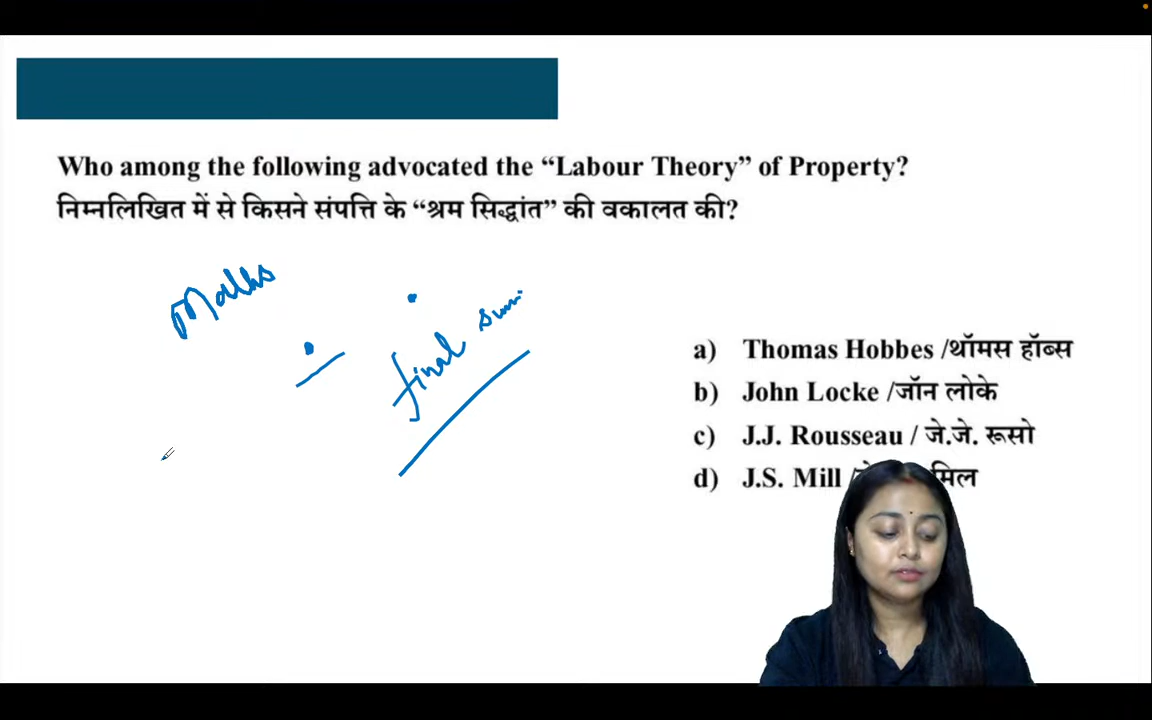 Who among the following advocated the “Labour Theory” of Property?
निम्नलिखित में से किसने संपत्ति के “श्रम सिद्धांत” की वकालत की?
Maths
final sum
a) Thomas Hobbes /थॉमस हॉब्स
b) John Locke /जॉन लोके
c) J.J. Rousseau / जे.जे. रूसो
d) J.S. Mill / मिल